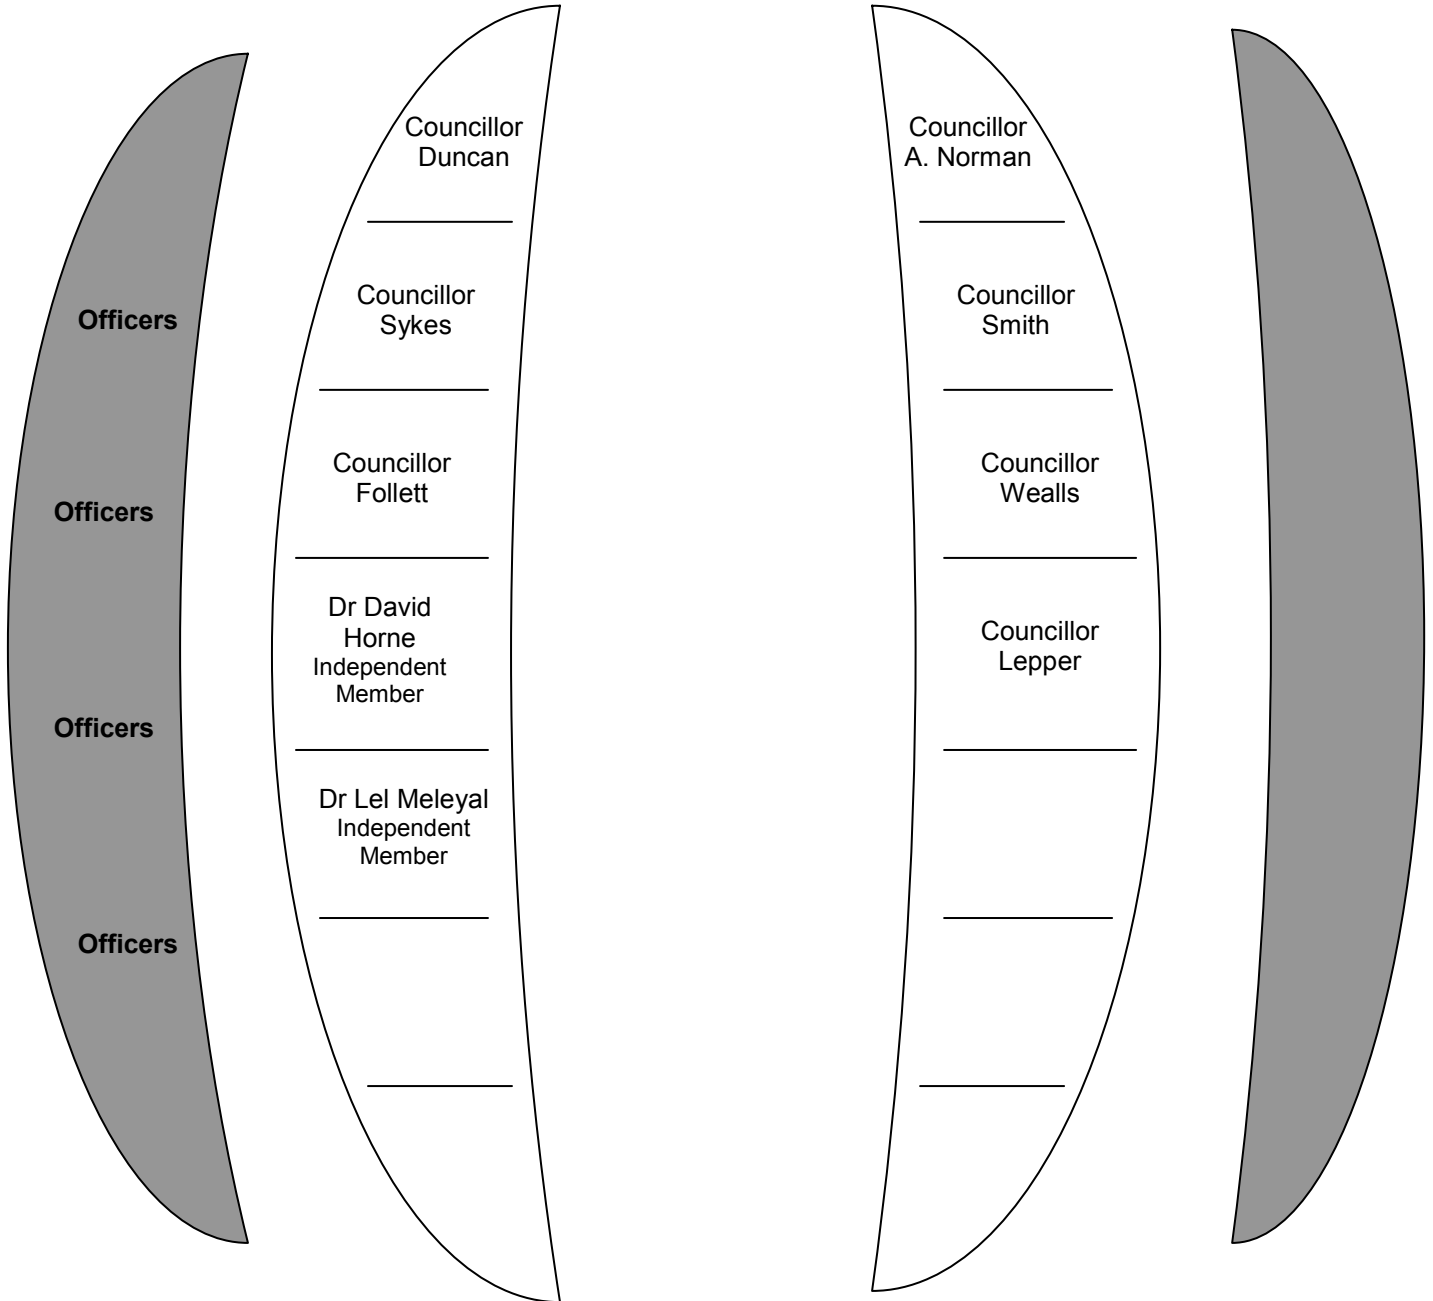 Officers
Officers
Officers
Officers
Councillor
Duncan
Councillor
Sykes
Councillor
Follett
Dr David
Horne
Independent
Member
Dr Lel Meleyal
Independent
Member
Councillor
A. Norman
Councillor
Smith
Councillor
Wealls
Councillor
Lepper